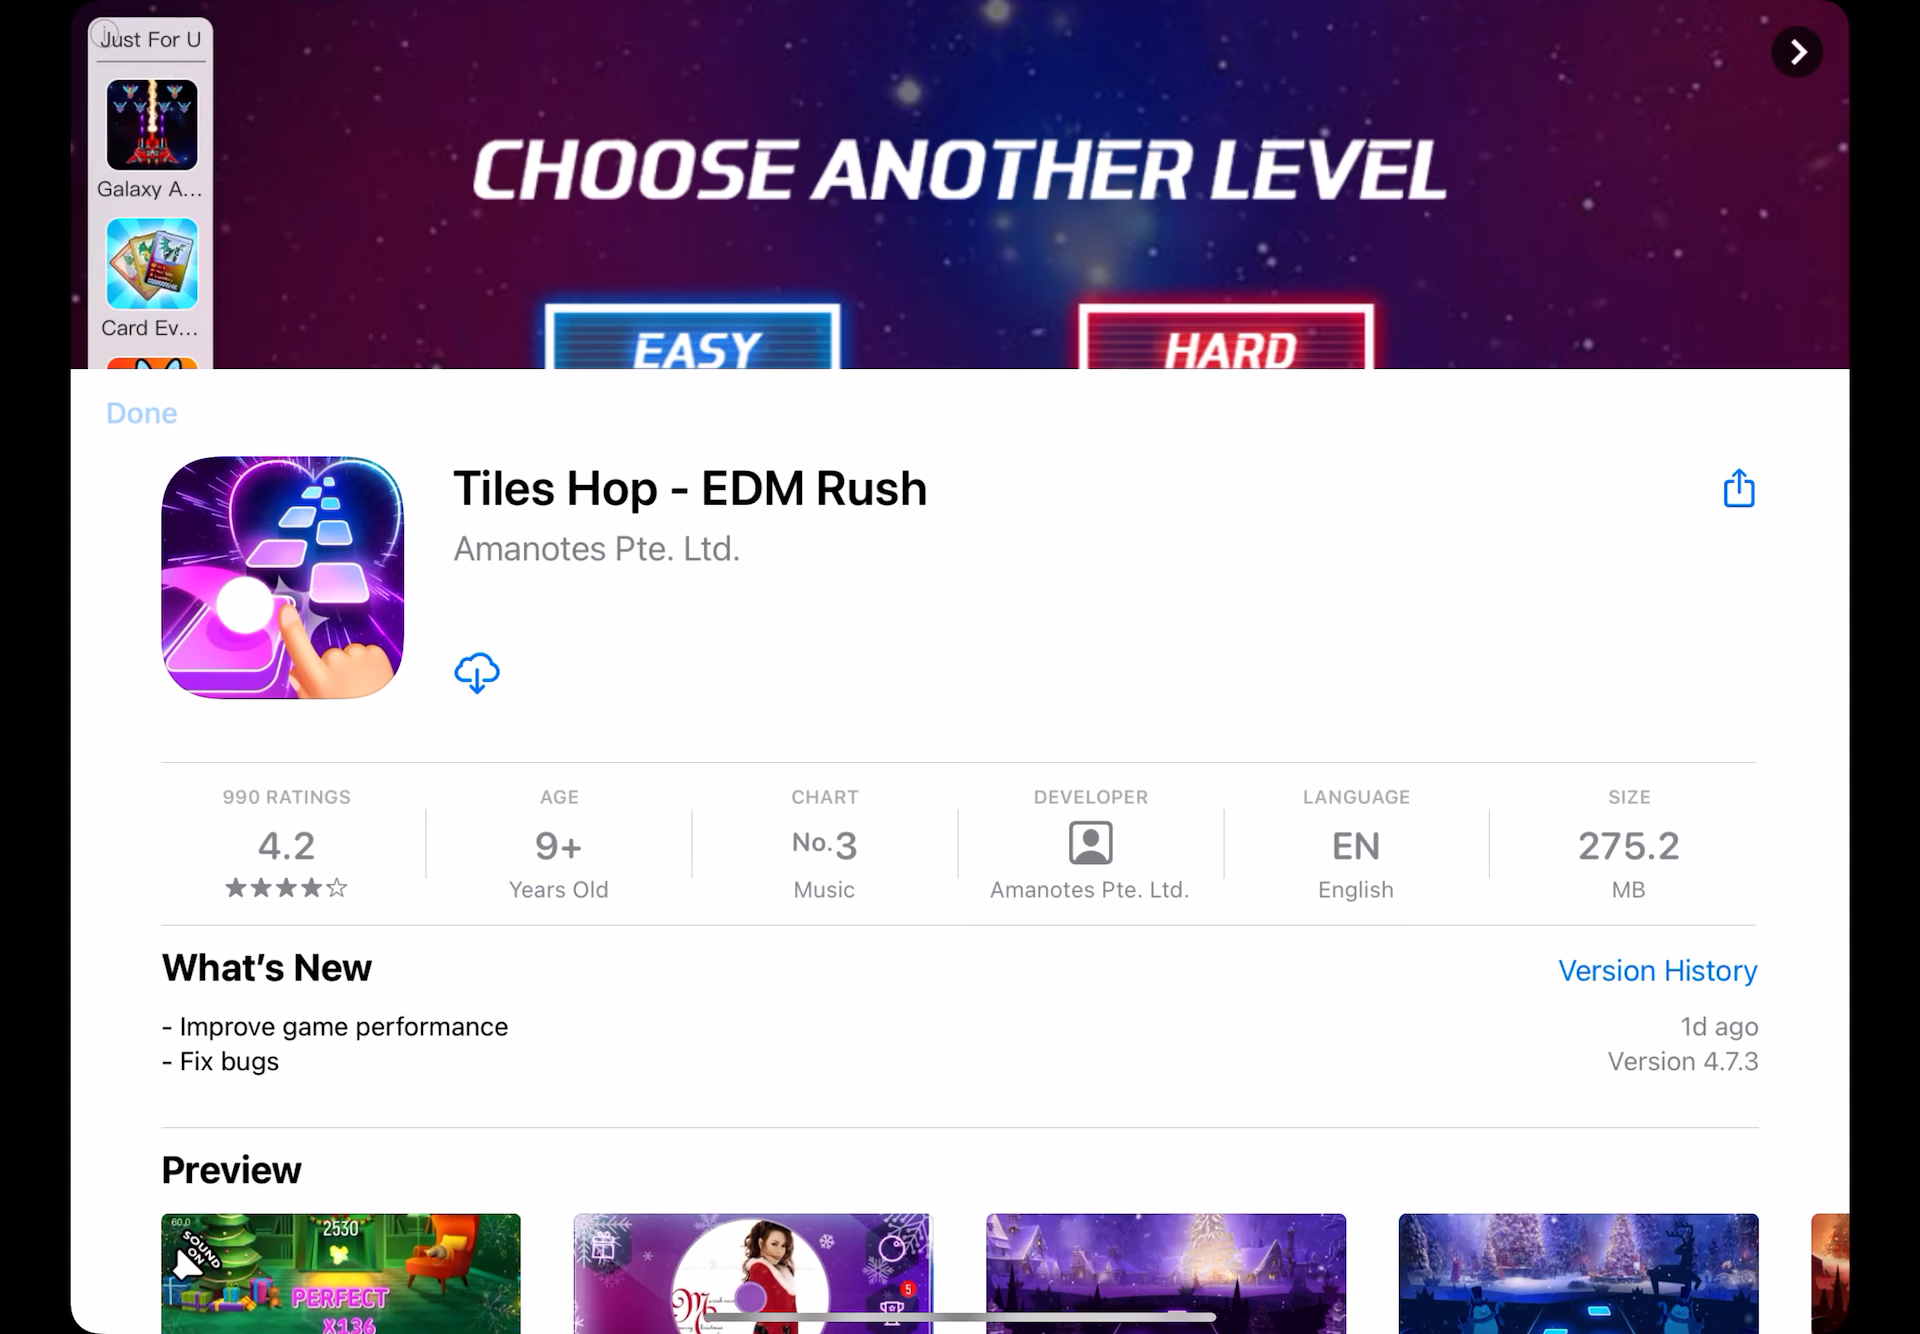 Just For U
Galaxy A...
Card Ev...
CHOOSE ANOTHER LEVEL
EASY
HARD
Done
Tiles Hop - EDM Rush
Amanotes Pte. Ltd.
990 RATINGS
4.2
AGE
9+
Years Old
CHART
No.3
Music
DEVELOPER
Amanotes Pte. Ltd.
LANGUAGE
EN
English
SIZE
275.2
MB
What's New
Version History
- Improve game performance
1d ago
- Fix bugs
Version 4.7.3
Preview
60.0
SOUND ON
2530
PERFECT
X136
5